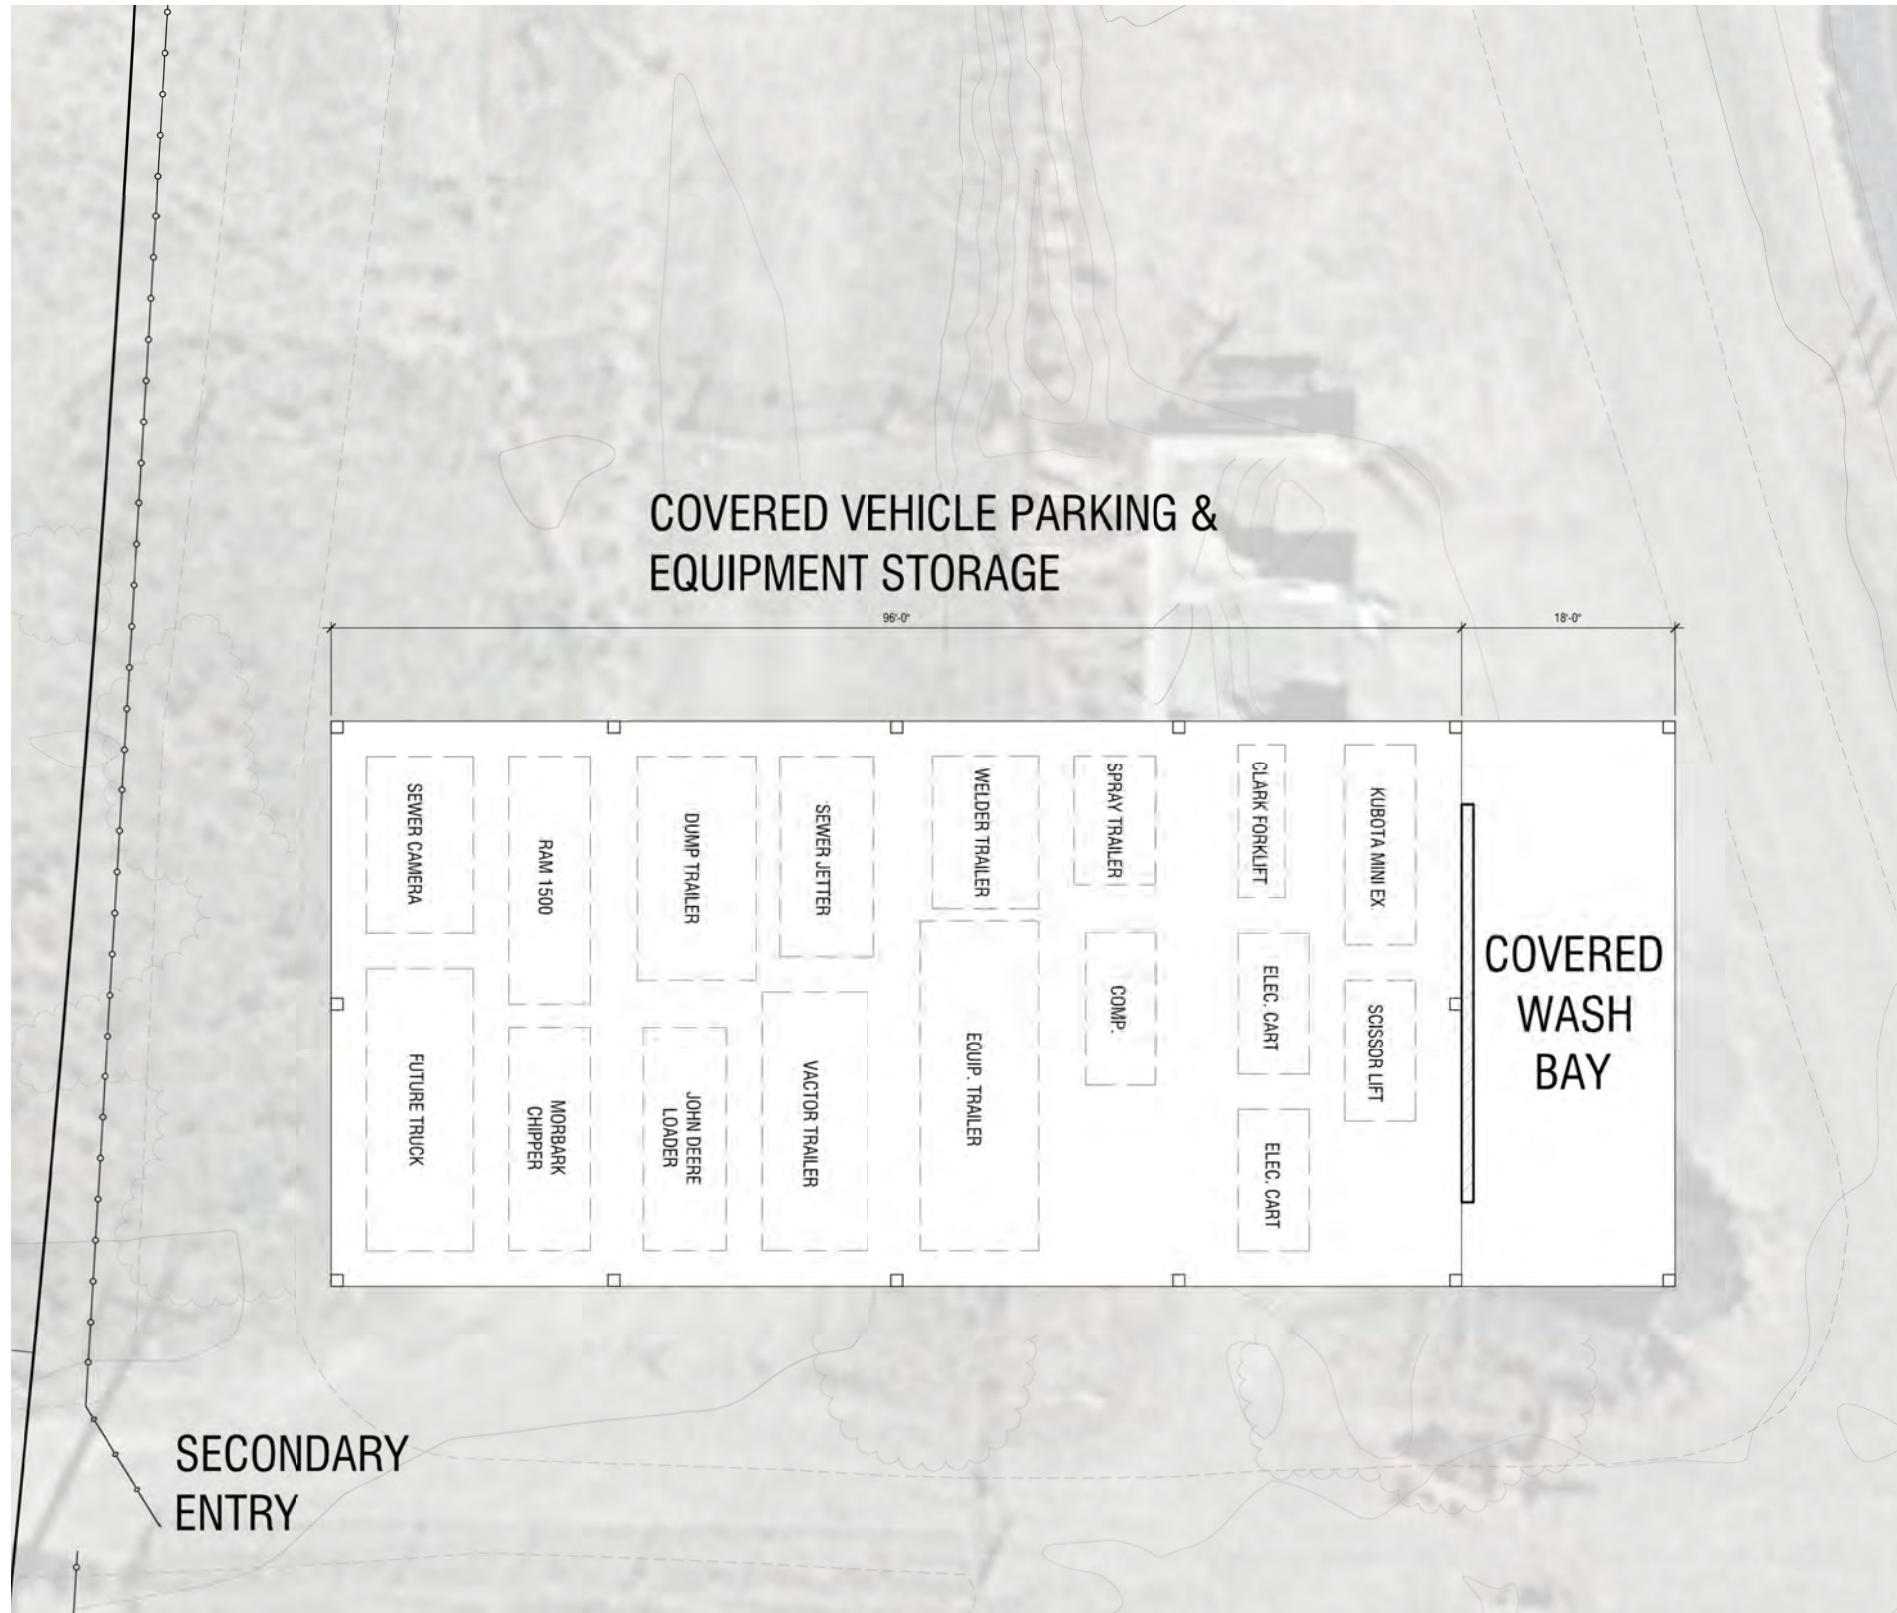 COVERED VEHICLE PARKING &
EQUIPMENT STORAGE
96'-0"
18'-0"
SEWER CAMERA
RAM 1500
DUMP TRAILER
SEWER JETTER
WELDER TRAILER
SPRAY TRAILER
CLARK FORKLIFT
KUBOTA MINI EX.
FUTURE TRUCK
MORBARK
CHIPPER
JOHN DEERE
LOADER
VACTOR TRAILER
EQUIP. TRAILER
COMP.
ELEC. CART
ELEC. CART
SCISSOR LIFT
COVERED
WASH
BAY
SECONDARY
ENTRY